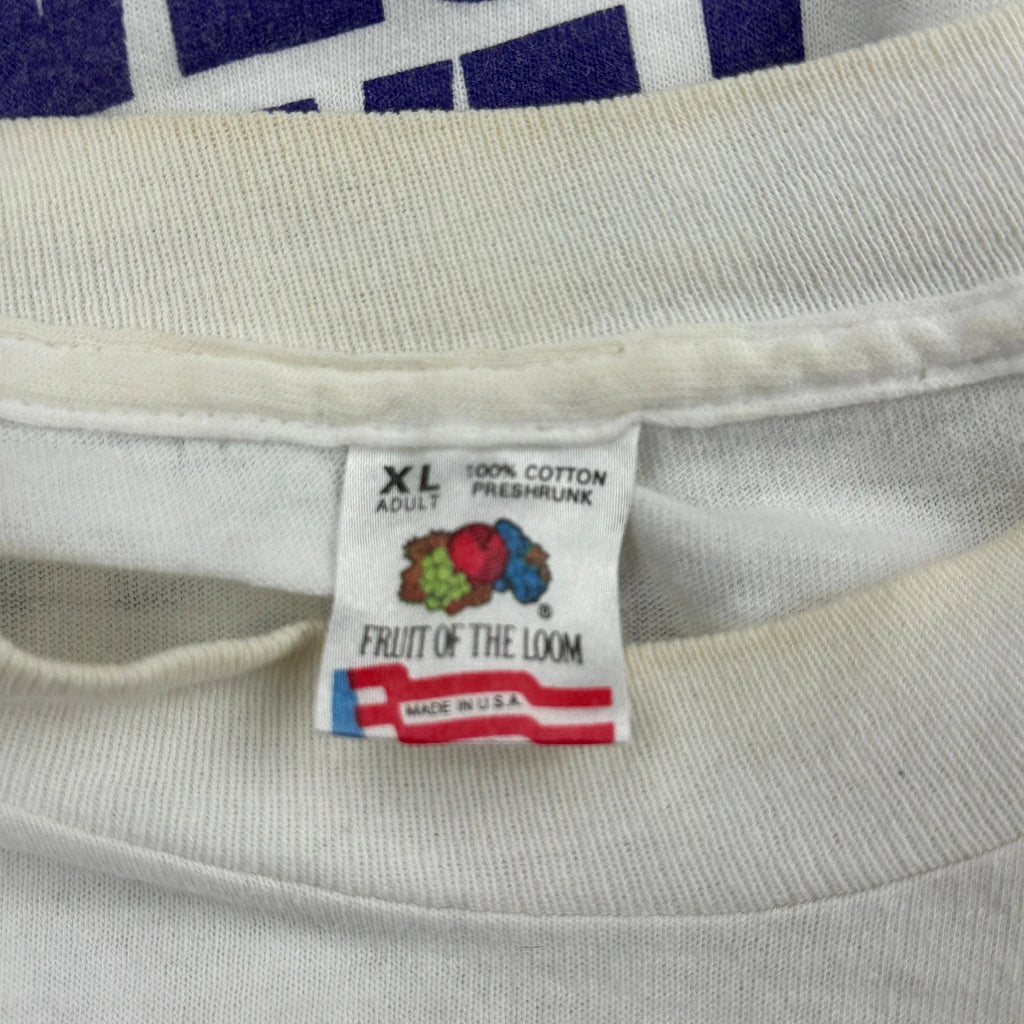 XL
ADULT
100% COTTON
PRESHRUNK
®
FRUIT OF THE LOOM
MADE IN U.S.A.